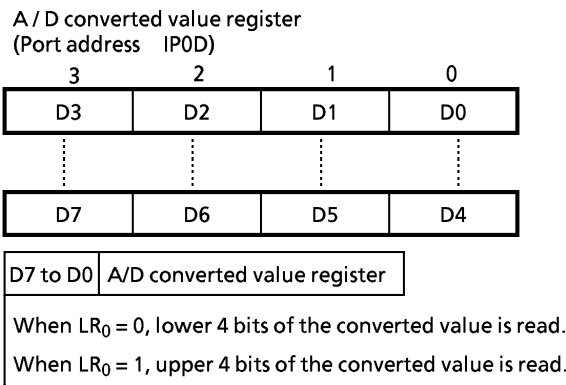 A / D converted value register
(Port address IP0D)
3 2 1 0
D3 D2 D1 D0
D7 D6 D5 D4
D7 to D0 A/D converted value register
When LR0 = 0, lower 4 bits of the converted value is read.
When LR0 = 1, upper 4 bits of the converted value is read.